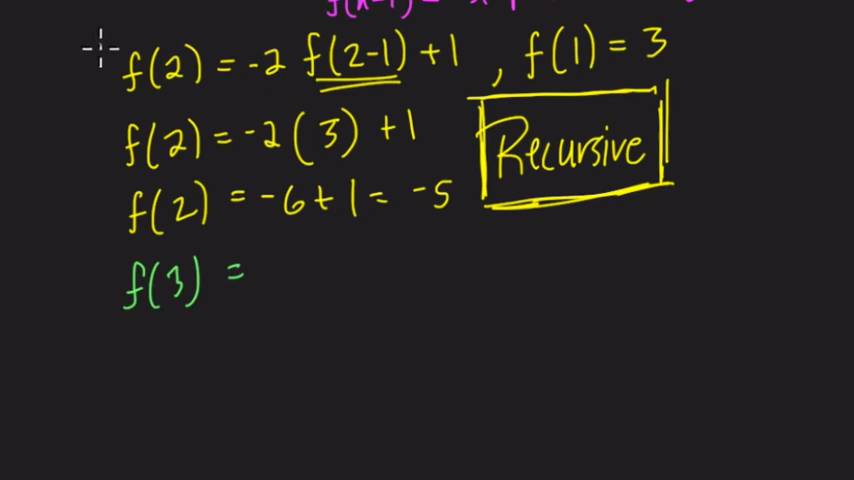 f(2) = -2 f(2-1) + 1 , f(1) = 3
f(2) = -2 ( 3 ) + 1
Recursive
f(2) = -6 + 1 = -5
f(3) =